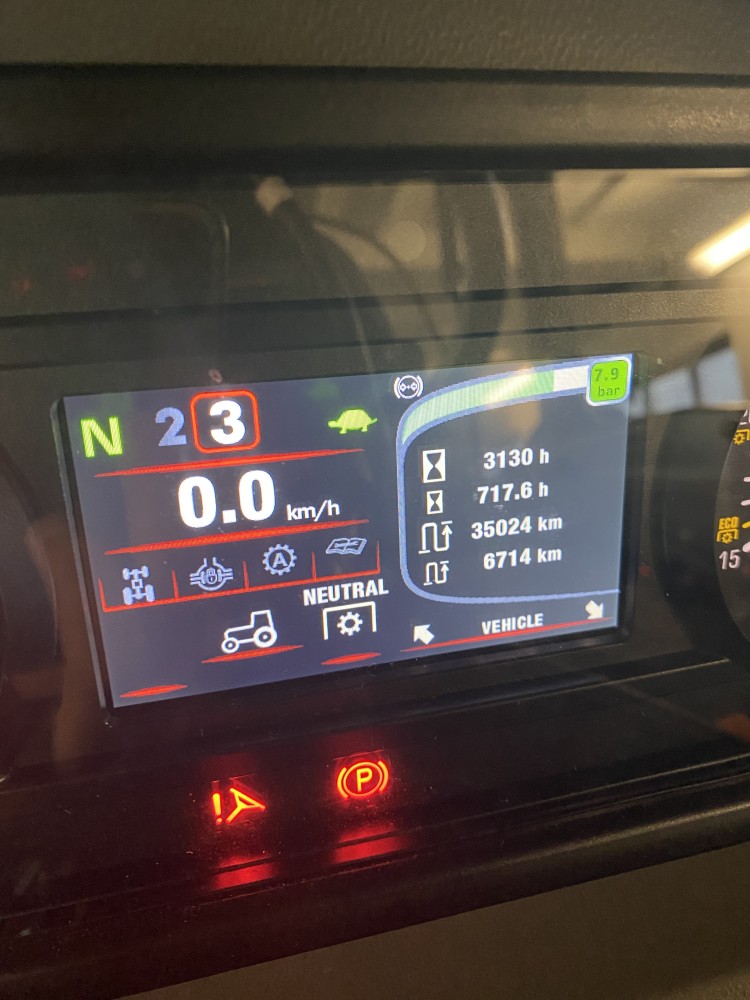 N 2 3
7.9
bar
0.0 km/h
3130 h
717.6 h
35024 km
6714 km
A
NEUTRAL
VEHICLE
ECO
15
!
P